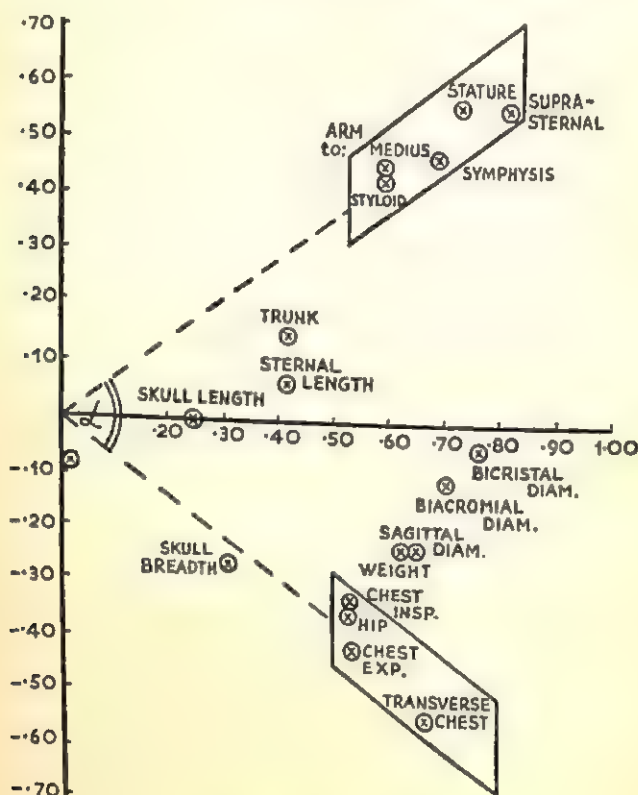 ·70
·60
STATURE
SUPRA-
STERNAL
·50
ARM
to:
MEDIUS
SYMPHYSIS
·40
STYLOID
·30
·20
TRUNK
·10
STERNAL
LENGTH
SKULL LENGTH
α
·20 ·30 ·40 ·50 ·60 ·70 ·80 1·00
-·10
BICRISTAL
DIAM.
BIACROMIAL
DIAM.
-·20
SAGITTAL
DIAM.
SKULL
BREADTH
WEIGHT
-·30
CHEST
INSP.
HIP
-·40
CHEST
EXP.
-·50
TRANSVERSE
CHEST
-·60
-·70